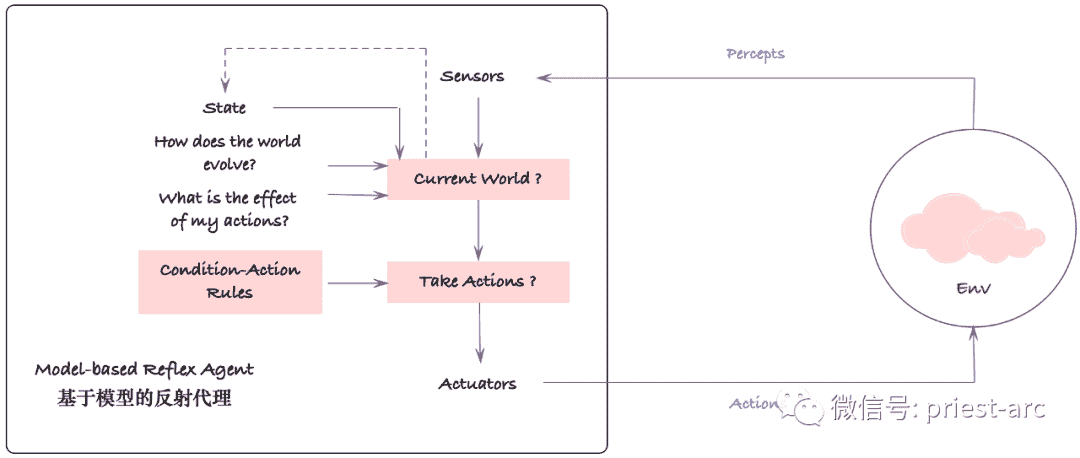 Percepts
Sensors
State
How does the world
evolve?
Current World ?
What is the effect
of my actions?
Condition-Action
Rules
Take Actions ?
Env
Model-based Reflex Agent
基于模型的反射代理
Actuators
Action
微信号: priest-arc